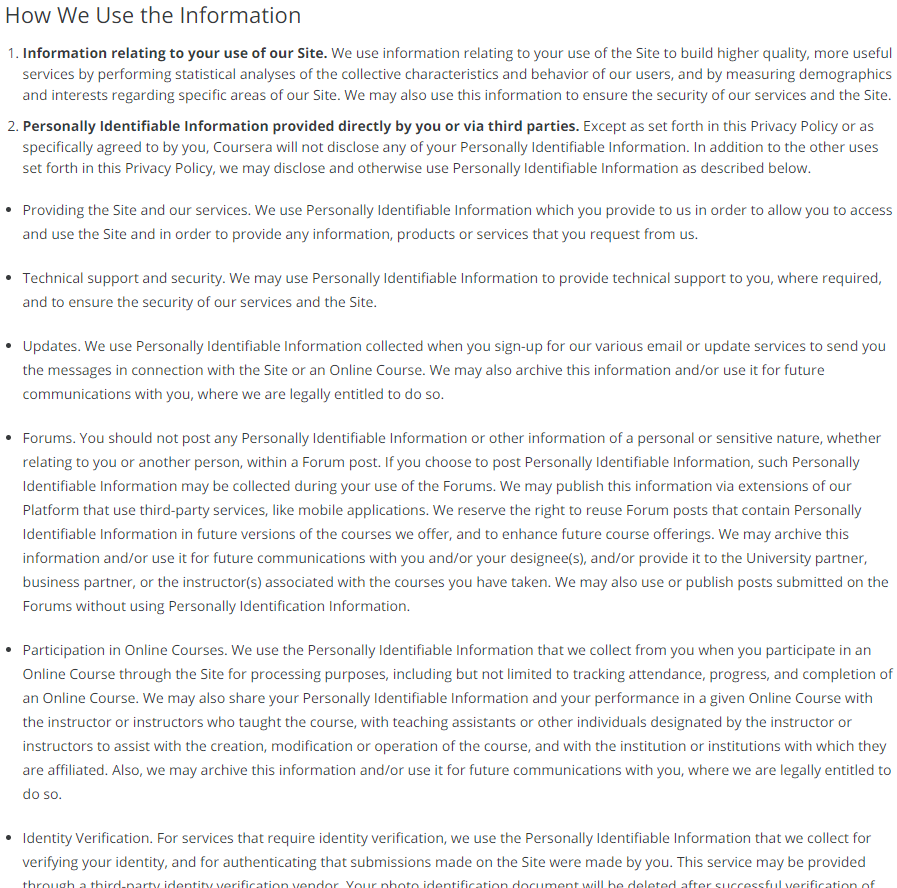 How We Use the Information
1. Information relating to your use of our Site. We use information relating to your use of the Site to build higher quality, more useful
services by performing statistical analyses of the collective characteristics and behavior of our users, and by measuring demographics
and interests regarding specific areas of our Site. We may also use this information to ensure the security of our services and the Site.
2. Personally Identifiable Information provided directly by you or via third parties. Except as set forth in this Privacy Policy or as
specifically agreed to by you, Coursera will not disclose any of your Personally Identifiable Information. In addition to the other uses
set forth in this Privacy Policy, we may disclose and otherwise use Personally Identifiable Information as described below.
• Providing the Site and our services. We use Personally Identifiable Information which you provide to us in order to allow you to access
and use the Site and in order to provide any information, products or services that you request from us.
• Technical support and security. We may use Personally Identifiable Information to provide technical support to you, where required,
and to ensure the security of our services and the Site.
• Updates. We use Personally Identifiable Information collected when you sign-up for our various email or update services to send you
the messages in connection with the Site or an Online Course. We may also archive this information and/or use it for future
communications with you, where we are legally entitled to do so.
• Forums. You should not post any Personally Identifiable Information or other information of a personal or sensitive nature, whether
relating to you or another person, within a Forum post. If you choose to post Personally Identifiable Information, such Personally
Identifiable Information may be collected during your use of the Forums. We may publish this information via extensions of our
Platform that use third-party services, like mobile applications. We reserve the right to reuse Forum posts that contain Personally
Identifiable Information in future versions of the courses we offer, and to enhance future course offerings. We may archive this
information and/or use it for future communications with you and/or your designee(s), and/or provide it to the University partner,
business partner, or the instructor(s) associated with the courses you have taken. We may also use or publish posts submitted on the
Forums without using Personally Identification Information.
• Participation in Online Courses. We use the Personally Identifiable Information that we collect from you when you participate in an
Online Course through the Site for processing purposes, including but not limited to tracking attendance, progress, and completion of
an Online Course. We may also share your Personally Identifiable Information and your performance in a given Online Course with
the instructor or instructors who taught the course, with teaching assistants or other individuals designated by the instructor or
instructors to assist with the creation, modification or operation of the course, and with the institution or institutions with which they
are affiliated. Also, we may archive this information and/or use it for future communications with you, where we are legally entitled to
do so.
• Identity Verification. For services that require identity verification, we use the Personally Identifiable Information that we collect for
verifying your identity, and for authenticating that submissions made on the Site were made by you. This service may be provided
through a third-party identity verification vendor. Your photo identification document will be deleted after successful verification of